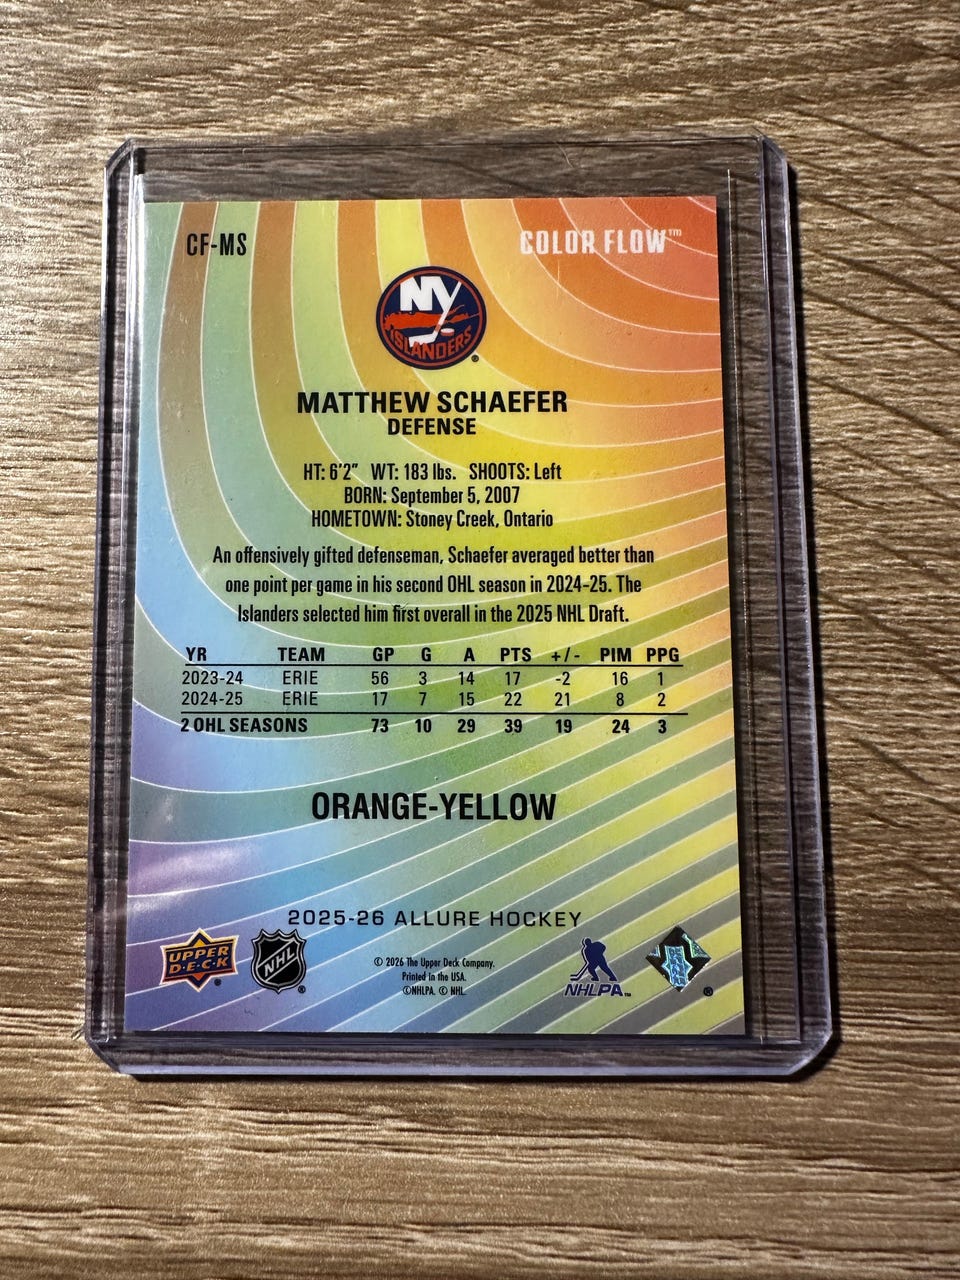 CF-MS
COLOR FLOW™
NY
ISLANDERS
®
MATTHEW SCHAEFER
DEFENSE
HT: 6'2" WT: 183 lbs. SHOOTS: Left
BORN: September 5, 2007
HOMETOWN: Stoney Creek, Ontario
An offensively gifted defenseman, Schaefer averaged better than
one point per game in his second OHL season in 2024-25. The
Islanders selected him first overall in the 2025 NHL Draft.
YR TEAM GP G A PTS +/- PIM PPG
2023-24 ERIE 56 3 14 17 -2 16 1
2024-25 ERIE 17 7 15 22 21 8 2
2 OHL SEASONS 73 10 29 39 19 24 3
ORANGE-YELLOW
2025-26 ALLURE HOCKEY
UPPER
D·E·C·K
®
NHL
®
© 2026 The Upper Deck Company.
Printed in the USA.
©NHLPA. © NHL.
NHLPA™
®